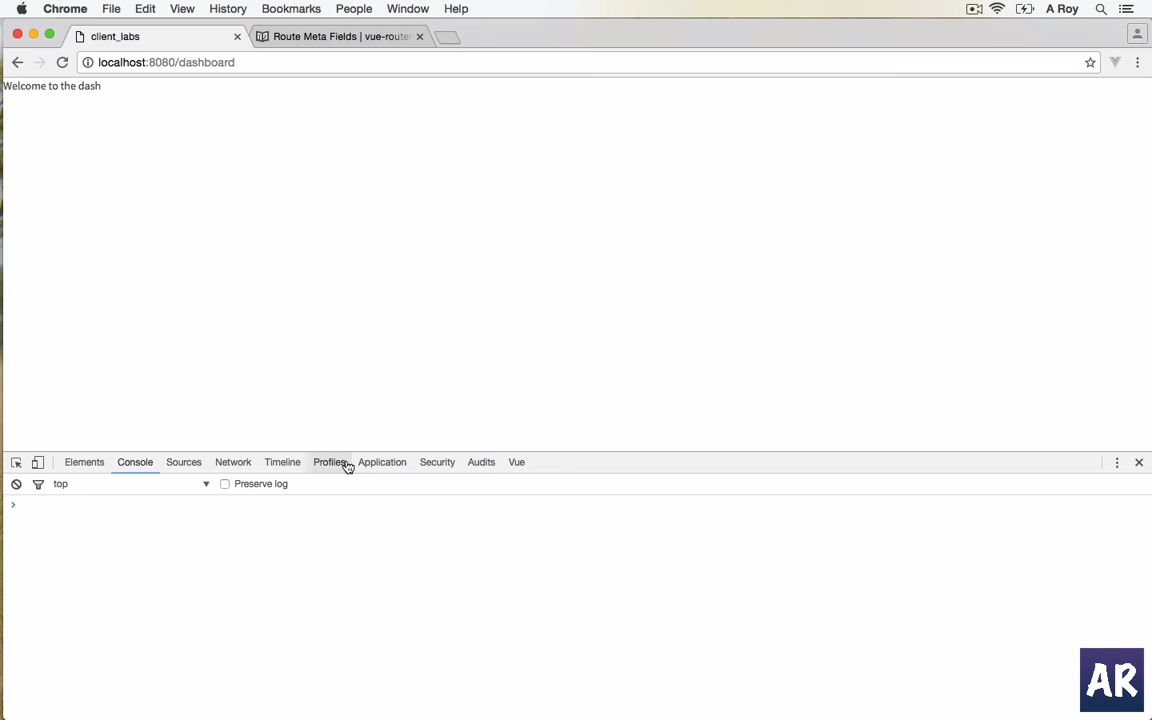 Chrome File Edit View History Bookmarks People Window Help A Roy
client_labs Route Meta Fields | vue-router
localhost:8080/dashboard
Welcome to the dash
Elements Console Sources Network Timeline Profiles Application Security Audits Vue
top Preserve log
AR